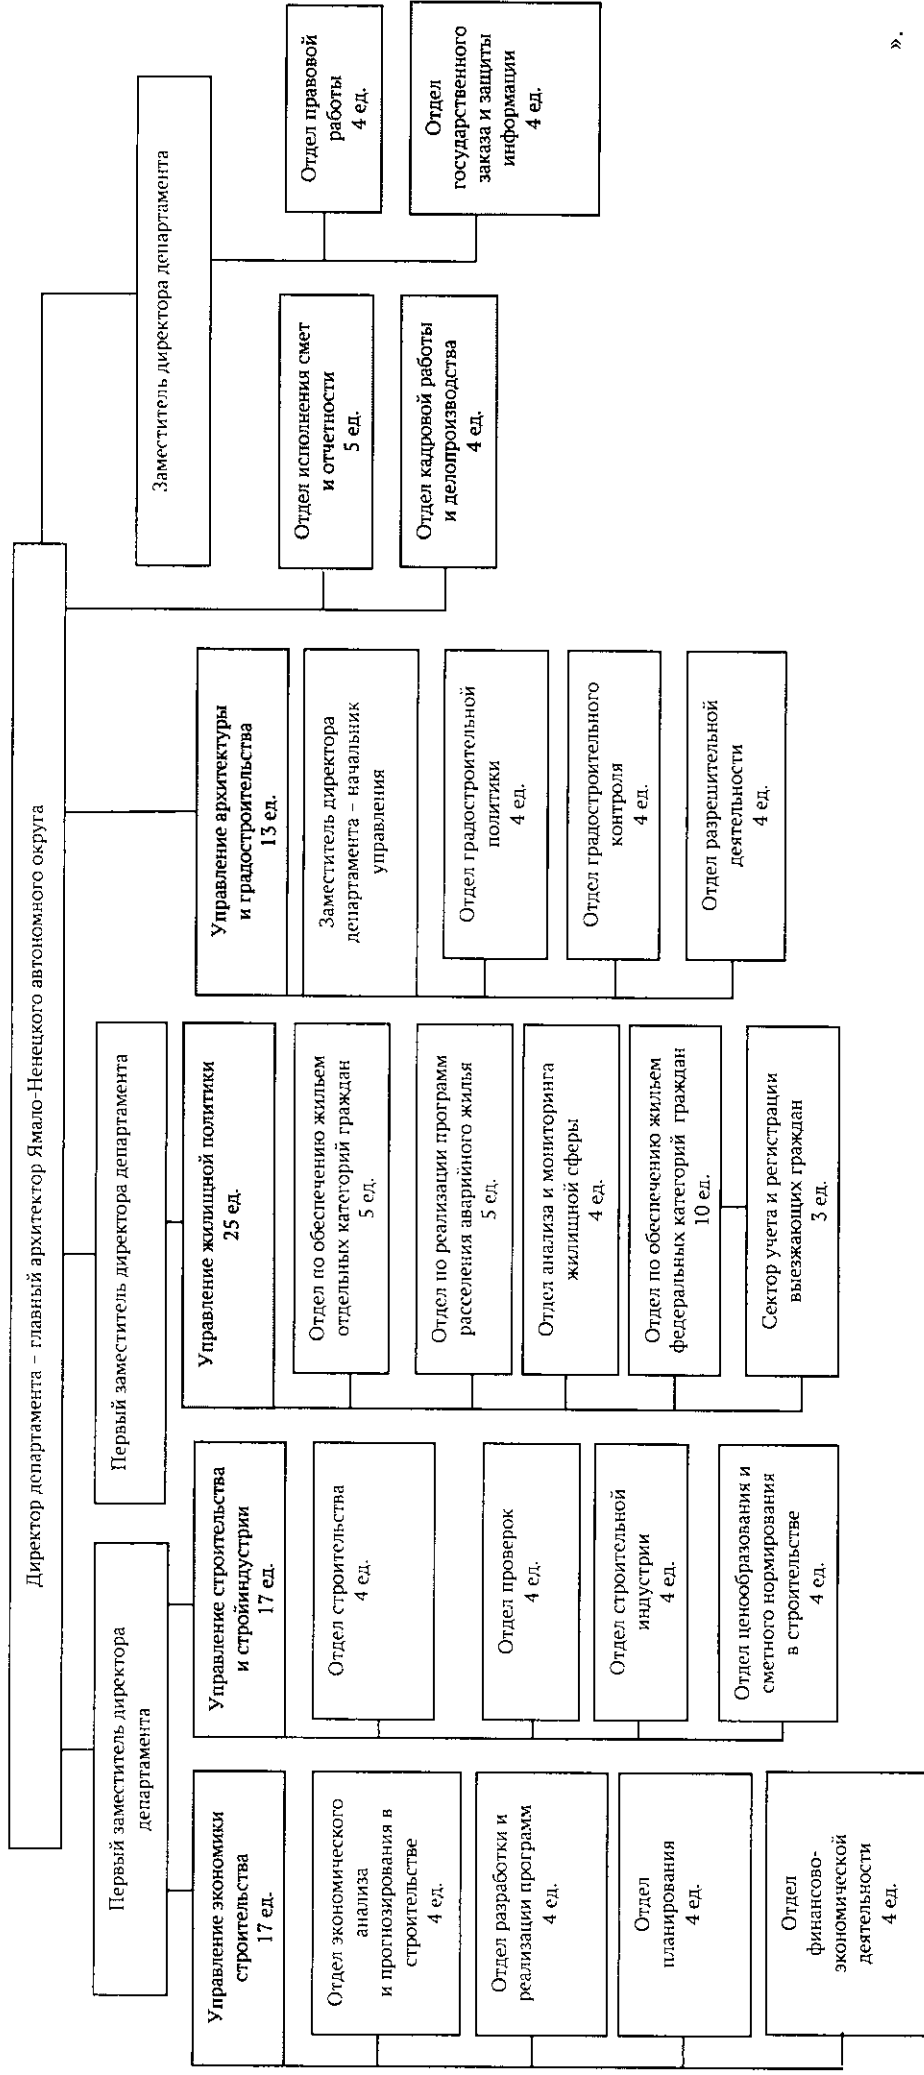 Директор департамента – главный архитектор Ямало-Ненецкого автономного округа
Первый заместитель директора
департамента
Первый заместитель директора департамента
Заместитель директора департамента
Управление экономики
строительства
17 ед.
Отдел экономического
анализа
и прогнозирования в
строительстве
4 ед.
Отдел разработки и
реализации программ
4 ед.
Отдел
планирования
4 ед.
Отдел
финансово-
экономической
деятельности
4 ед.
Управление строительства
и стройиндустрии
17 ед.
Отдел строительства
4 ед.
Отдел проверок
4 ед.
Отдел строительной
индустрии
4 ед.
Отдел ценообразования и
сметного нормирования
в строительстве
4 ед.
Управление жилищной политики
25 ед.
Отдел по обеспечению жильем
отдельных категорий граждан
5 ед.
Отдел по реализации программ
расселения аварийного жилья
5 ед.
Отдел анализа и мониторинга
жилищной сферы
4 ед.
Отдел по обеспечению жильем
федеральных категорий граждан
10 ед.
Сектор учета и регистрации
выезжающих граждан
3 ед.
Управление архитектуры
и градостроительства
13 ед.
Заместитель директора
департамента – начальник
управления
Отдел градостроительной
политики
4 ед.
Отдел градостроительного
контроля
4 ед.
Отдел разрешительной
деятельности
4 ед.
Отдел исполнения смет
и отчетности
5 ед.
Отдел кадровой работы
и делопроизводства
4 ед.
Отдел правовой
работы
4 ед.
Отдел
государственного
заказа и защиты
информации
4 ед.
».